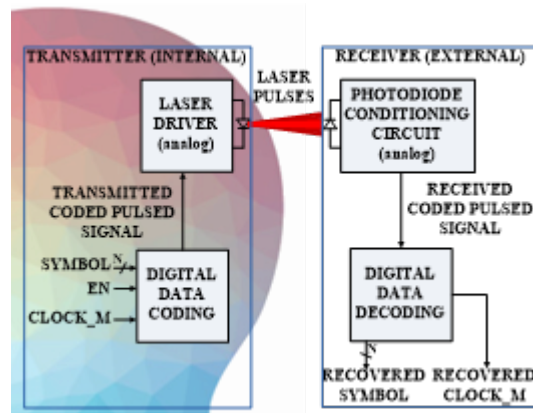 TRANSMITTER (INTERNAL)
LASER
DRIVER
(analog)
TRANSMITTED
CODED PULSED
SIGNAL
SYMBOL
N
EN
CLOCK_M
DIGITAL
DATA
CODING
LASER
PULSES
RECEIVER (EXTERNAL)
PHOTODIODE
CONDITIONING
CIRCUIT
(analog)
RECEIVED
CODED PULSED
SIGNAL
DIGITAL
DATA
DECODING
N
RECOVERED
SYMBOL
RECOVERED
CLOCK_M